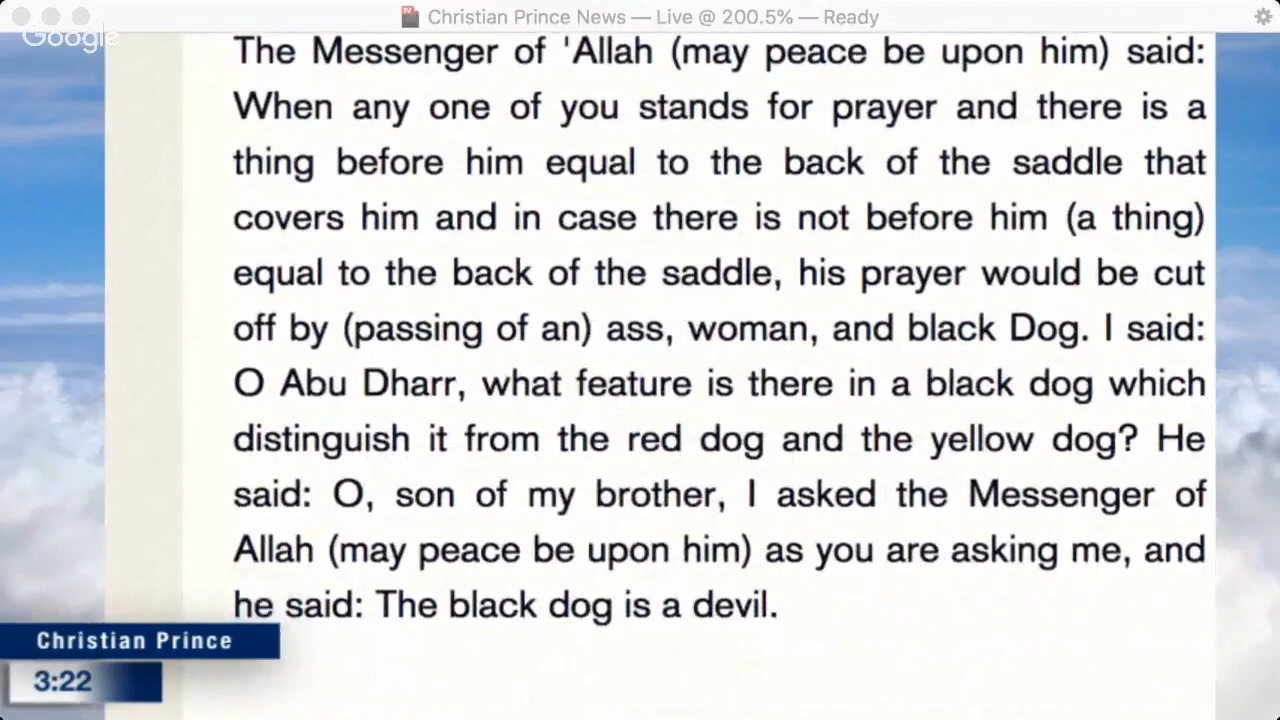 Christian Prince News — Live @ 200.5% — Ready
Google
The Messenger of 'Allah (may peace be upon him) said:
When any one of you stands for prayer and there is a
thing before him equal to the back of the saddle that
covers him and in case there is not before him (a thing)
equal to the back of the saddle, his prayer would be cut
off by (passing of an) ass, woman, and black Dog. I said:
O Abu Dharr, what feature is there in a black dog which
distinguish it from the red dog and the yellow dog? He
said: O, son of my brother, I asked the Messenger of
Allah (may peace be upon him) as you are asking me, and
he said: The black dog is a devil.
Christian Prince
3:22